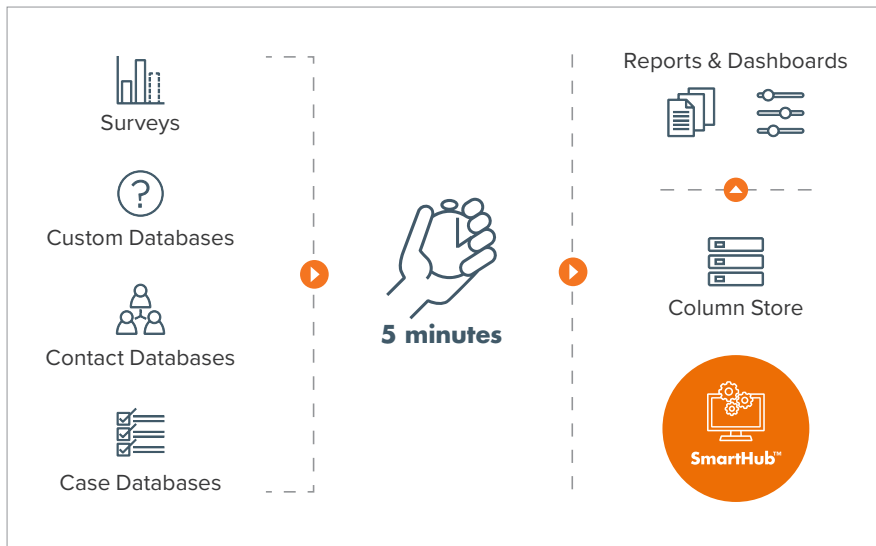 Surveys
Custom Databases
Contact Databases
Case Databases
5 minutes
Reports & Dashboards
Column Store
SmartHub™